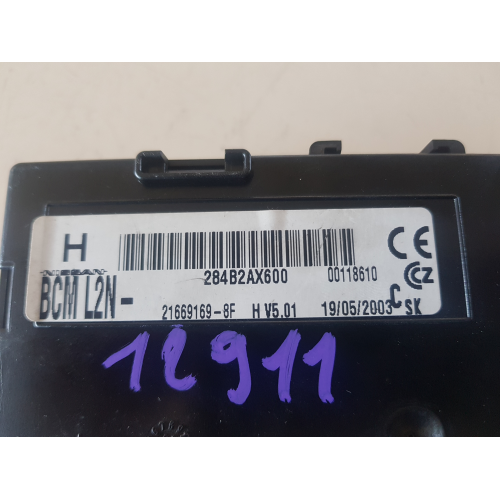 H
284B2AX600 00118610
BCM L2N-
21669169-8F H V5.01 19/05/2003
CE
CZ
C SK
12911